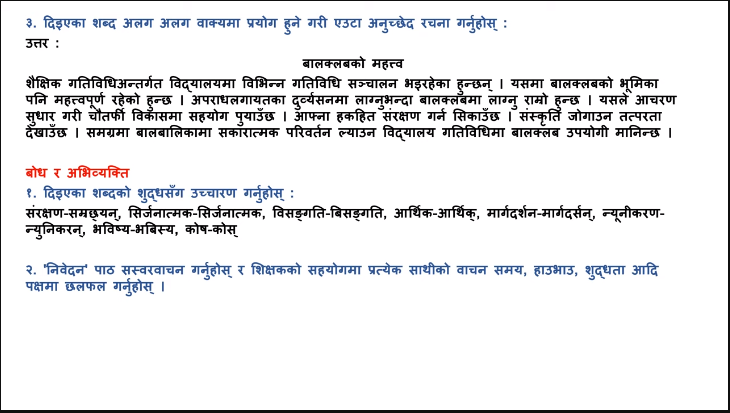 ३. दिइएका शब्द अलग अलग वाक्यमा प्रयोग हुने गरी एउटा अनुच्छेद रचना गर्नुहोस् :
उत्तर :
बालक्लबको महत्त्व
शैक्षिक गतिविधिअन्तर्गत विद्यालयमा विभिन्न गतिविधि सञ्चालन भइरहेका हुन्छन् । यसमा बालक्लबको भूमिका
पनि महत्त्वपूर्ण रहेको हुन्छ । अपराधलगायतका दुर्व्यसनमा लाग्नुभन्दा बालक्लबमा लाग्नु राम्रो हुन्छ । यसले आचरण
सुधार गरी चौतर्फी विकासमा सहयोग पुयाउँछ । आफ्ना हकहित संरक्षण गर्न सिकाउँछ । संस्कृति जोगाउन तत्परता
देखाउँछ । समग्रमा बालबालिकामा सकारात्मक परिवर्तन ल्याउन विद्यालय गतिविधिमा बालक्लब उपयोगी मानिन्छ ।
बोध र अभिव्यक्ति
१. दिइएका शब्दको शुद्धसँग उच्चारण गर्नुहोस् :
संरक्षण-सम्रछ्यन्, सिर्जनात्मक-सिर्जनात्मक, विसङ्गति-बिसङ्गति, आर्थिक-आर्थिक्, मार्गदर्शन-मार्गदर्सन्, न्यूनीकरण-
न्युनिकरन्, भविष्य-भबिस्य, कोष-कोस्
२. 'निवेदन' पाठ सस्वरवाचन गर्नुहोस् र शिक्षकको सहयोगमा प्रत्येक साथीको वाचन समय, हाउभाउ, शुद्धता आदि
पक्षमा छलफल गर्नुहोस् ।